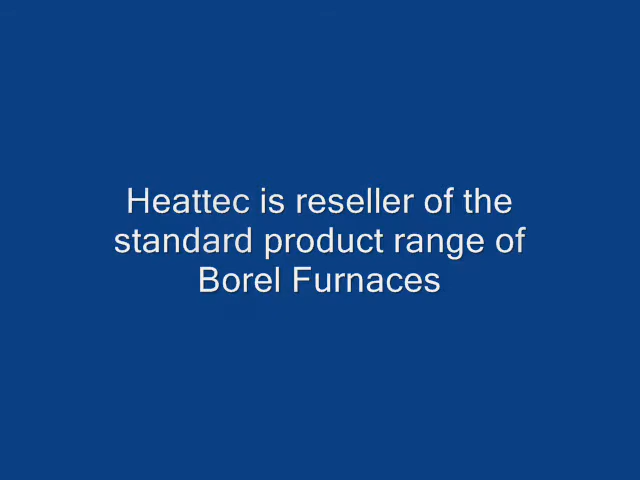 Heattec is reseller of the
standard product range of
Borel Furnaces